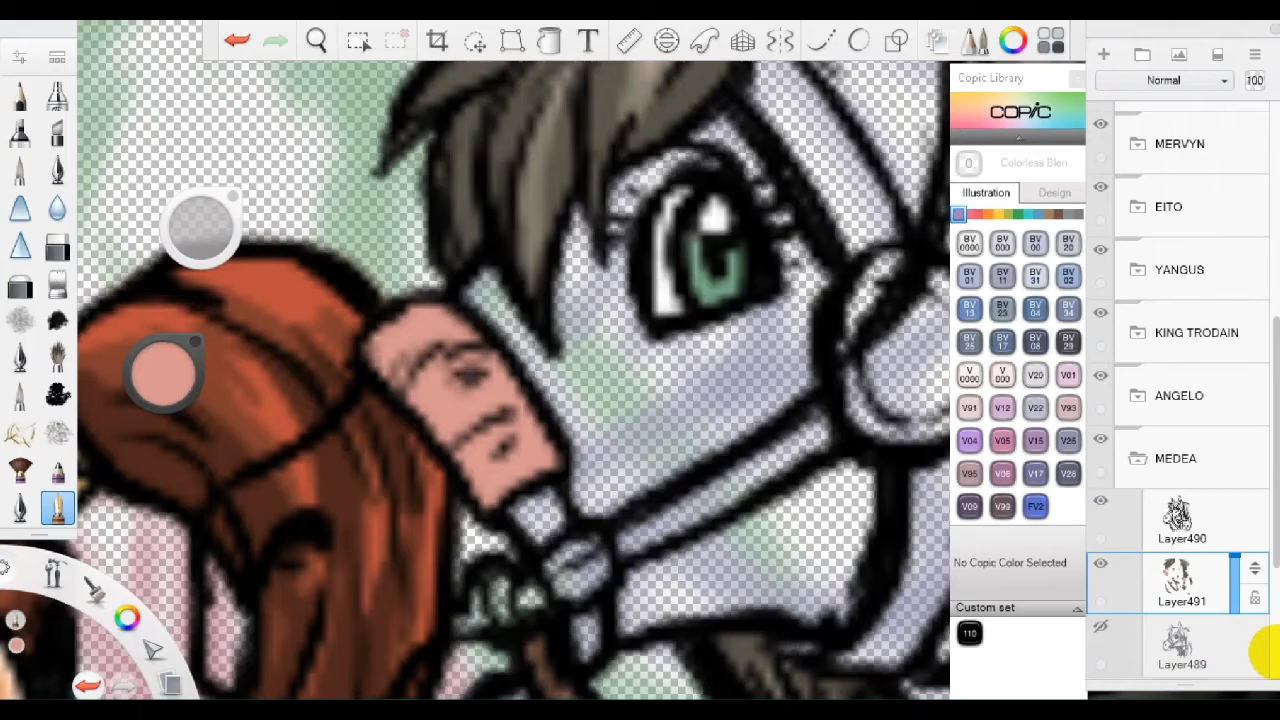 T
Copic Library
COPIC
Normal
100
0
Colorless Blen...
Illustration
Design
BV 0000
BV 000
BV 00
BV 20
BV 01
BV 11
BV 31
BV 02
BV 13
BV 23
BV 04
BV 34
BV 25
BV 17
BV 08
BV 29
V 0000
V 000
V20
V01
V91
V12
V22
V93
V04
V05
V15
V25
V95
V06
V17
V28
V09
V99
FV2
No Copic Color Selected
Custom set
110
MERVYN
EITO
YANGUS
KING TRODAIN
ANGELO
MEDEA
Layer490
Layer491
Layer489